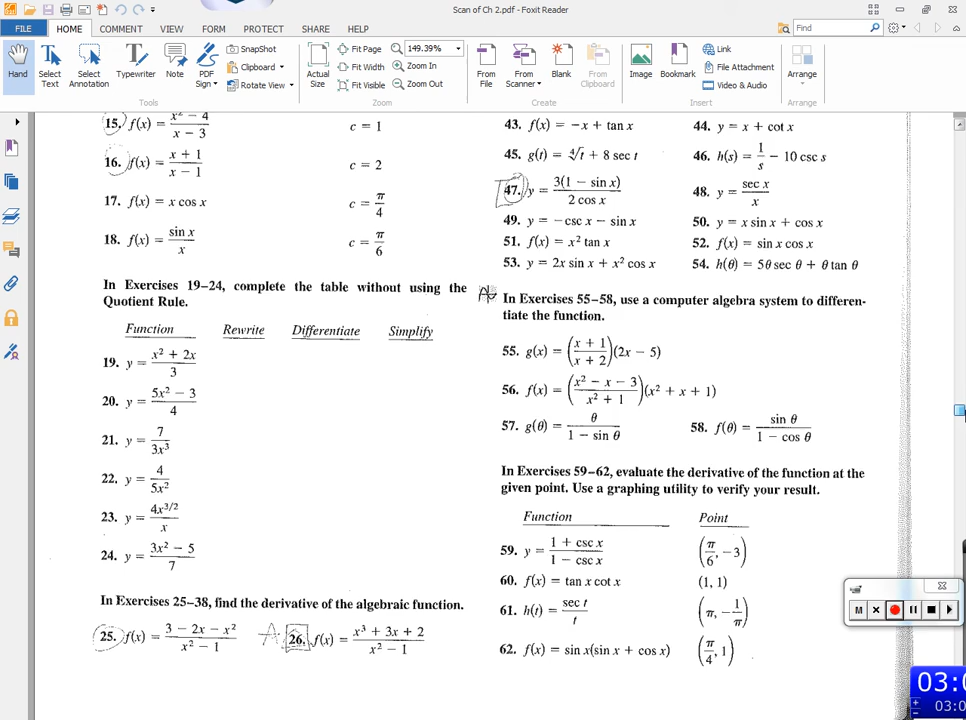 Scan of Ch 2.pdf - Foxit Reader
FILE HOME COMMENT VIEW FORM PROTECT SHARE HELP Find
Hand
Select Text
Select Annotation
Typewriter
Note
PDF Sign
SnapShot
Clipboard
Rotate View
Tools
Actual Size
Fit Page
Fit Width
Fit Visible
149.39%
Zoom In
Zoom Out
Zoom
From File
From Scanner
Blank
From Clipboard
Create
Image
Bookmark
Link
File Attachment
Video & Audio
Insert
Arrange
Arrange
15. f(x) = (x² − 4)/(x − 3) c = 1
16. f(x) = (x + 1)/(x − 1) c = 2
17. f(x) = x cos x c = π/4
18. f(x) = sin x/x c = π/6
In Exercises 19–24, complete the table without using the
Quotient Rule.
Function Rewrite Differentiate Simplify
19. y = (x² + 2x)/3
20. y = (5x² − 3)/4
21. y = 7/(3x³)
22. y = 4/(5x²)
23. y = 4x^(3/2)/x
24. y = (3x² − 5)/7
In Exercises 25–38, find the derivative of the algebraic function.
25. f(x) = (3 − 2x − x²)/(x² − 1) A 26. f(x) = (x³ + 3x + 2)/(x² − 1)
43. f(x) = −x + tan x 44. y = x + cot x
45. g(t) = ∜t + 8 sec t 46. h(s) = 1/s − 10 csc s
47. y = 3(1 − sin x)/(2 cos x) 48. y = sec x/x
49. y = −csc x − sin x 50. y = x sin x + cos x
51. f(x) = x² tan x 52. f(x) = sin x cos x
53. y = 2x sin x + x² cos x 54. h(θ) = 5θ sec θ + θ tan θ
In Exercises 55–58, use a computer algebra system to differen-
tiate the function.
55. g(x) = ((x + 1)/(x + 2))(2x − 5)
56. f(x) = ((x² − x − 3)/(x² + 1))(x² + x + 1)
57. g(θ) = θ/(1 − sin θ) 58. f(θ) = sin θ/(1 − cos θ)
In Exercises 59–62, evaluate the derivative of the function at the
given point. Use a graphing utility to verify your result.
Function Point
59. y = (1 + csc x)/(1 − csc x) (π/6, −3)
60. f(x) = tan x cot x (1, 1)
61. h(t) = sec t/t (π, −1/π)
62. f(x) = sin x(sin x + cos x) (π/4, 1)
M